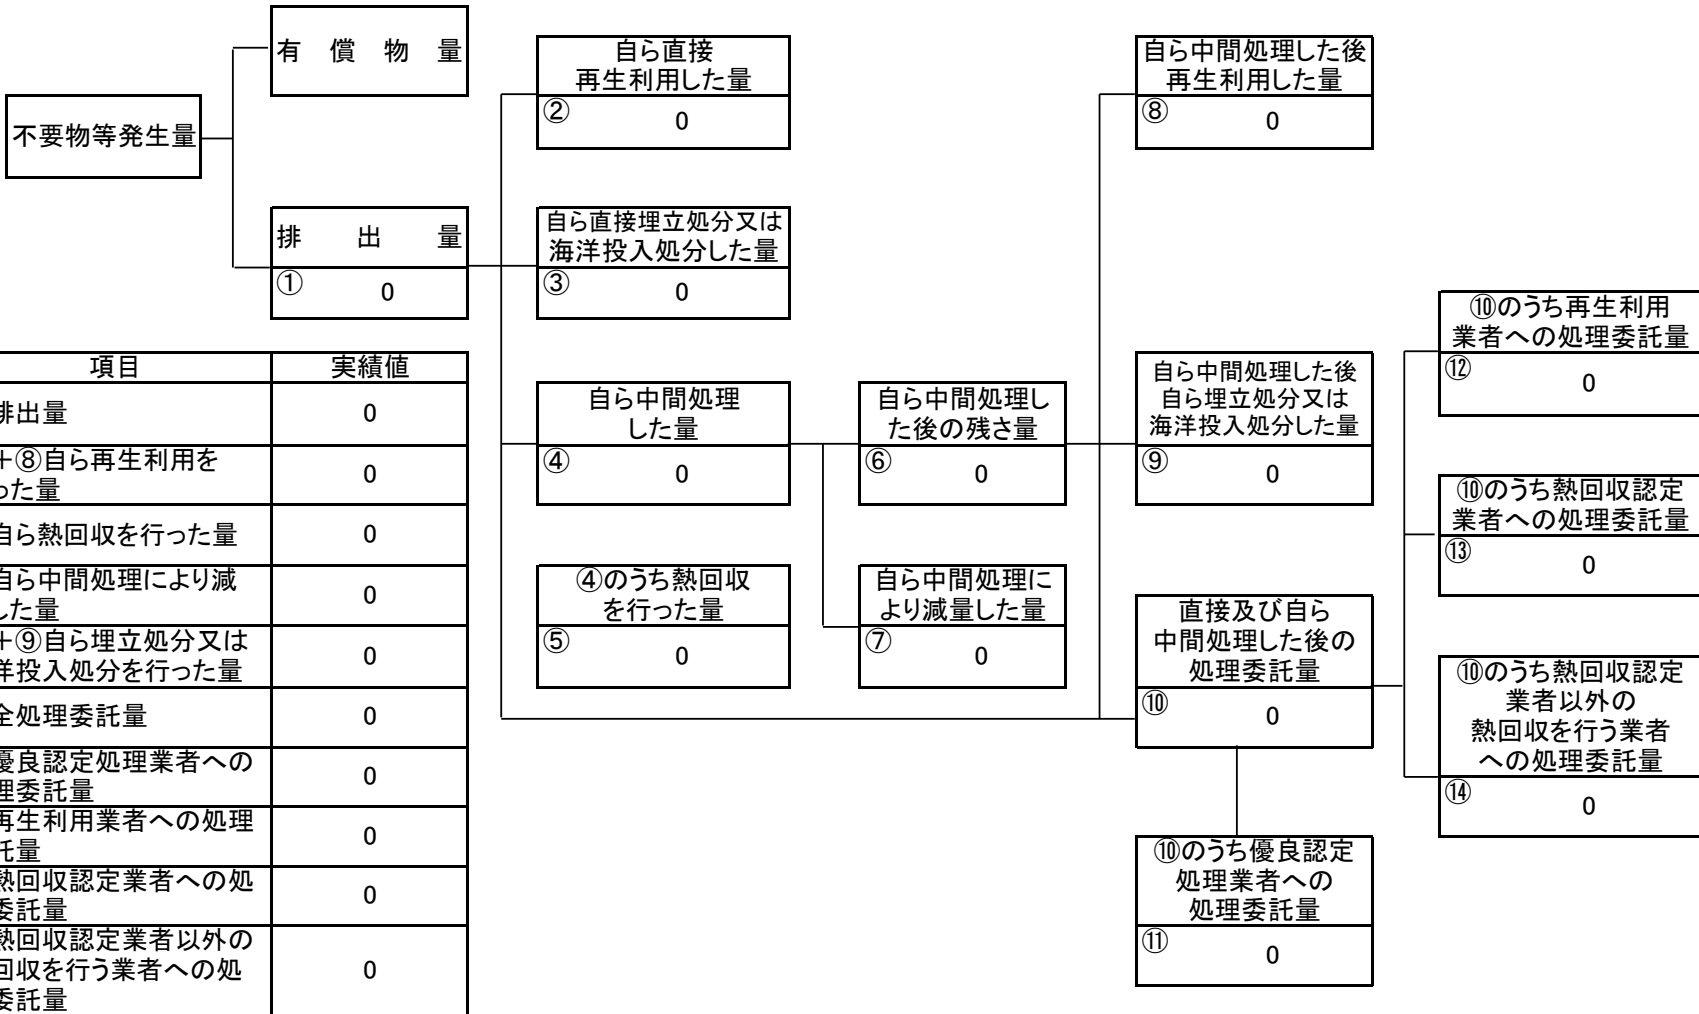 有償物量
不要物等発生量
排出量
①
0
自ら直接
再生利用した量
②
0
自ら直接埋立処分又は
海洋投入処分した量
③
0
自ら中間処理
した量
④
0
④のうち熱回収
を行った量
⑤
0
自ら中間処理し
た後の残さ量
⑥
0
自ら中間処理に
より減量した量
⑦
0
自ら中間処理した後
再生利用した量
⑧
0
自ら中間処理した後
自ら埋立処分又は
海洋投入処分した量
⑨
0
直接及び自ら
中間処理した後の
処理委託量
⑩
0
⑩のうち優良認定
処理業者への
処理委託量
⑪
0
⑩のうち再生利用
業者への処理委託量
⑫
0
⑩のうち熱回収認定
業者への処理委託量
⑬
0
⑩のうち熱回収認定
業者以外の
熱回収を行う業者
への処理委託量
⑭
0
項目 実績値
排出量 0
+⑧自ら再生利用を
った量
0
自ら熱回収を行った量 0
自ら中間処理により減
した量
0
+⑨自ら埋立処分又は
洋投入処分を行った量
0
全処理委託量 0
優良認定処理業者への
理委託量
0
再生利用業者への処理
託量
0
熱回収認定業者への処
委託量
0
熱回収認定業者以外の
回収を行う業者への処
委託量
0